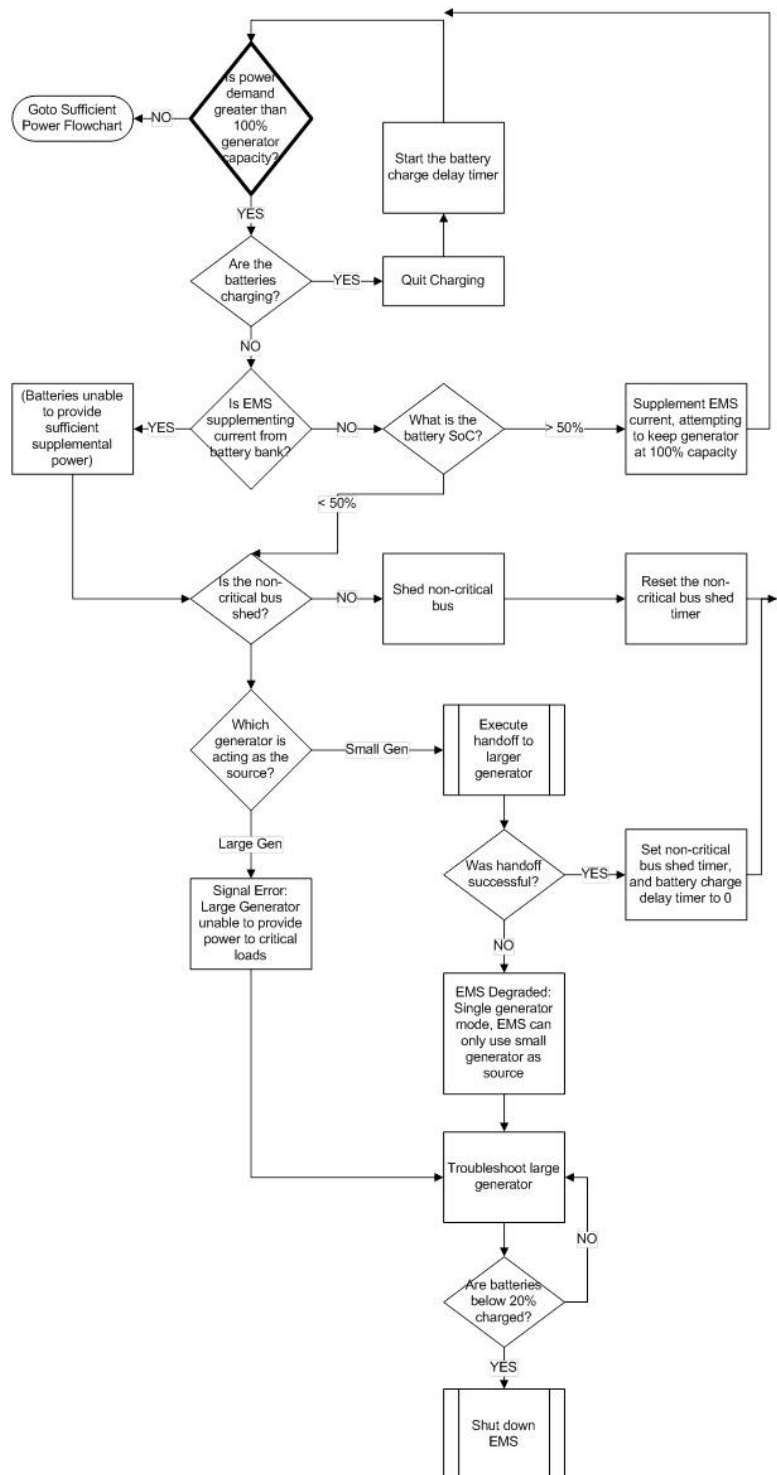 Is power
demand
greater than
100%
generator
capacity?
NO
Goto Sufficient
Power Flowchart
Start the battery
charge delay timer
YES
Are the
batteries
charging?
YES
Quit Charging
NO
(Batteries unable
to provide
sufficient
supplemental
power)
YES
Is EMS
supplementing
current from
battery bank?
NO
What is the
battery SoC?
> 50%
Supplement EMS
current, attempting
to keep generator
at 100% capacity
< 50%
Is the non-
critical bus
shed?
NO
Shed non-critical
bus
Reset the non-
critical bus shed
timer
Which
generator is
acting as the
source?
Small Gen
Execute
handoff to
larger
generator
Large Gen
Was handoff
successful?
YES
Set non-critical
bus shed timer,
and battery charge
delay timer to 0
Signal Error:
Large Generator
unable to provide
power to critical
loads
NO
EMS Degraded:
Single generator
mode, EMS can
only use small
generator as
source
Troubleshoot large
generator
NO
Are batteries
below 20%
charged?
YES
Shut down
EMS